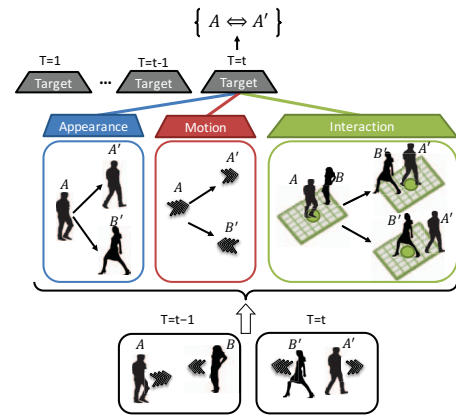 { A ⇔ A′ }
T=1 T=t-1 T=t
Target ... Target Target
Appearance Motion Interaction
A A′ B′
A A′ B′
A B B′ A′
B′ A′
T=t−1 T=t
A B B′ A′